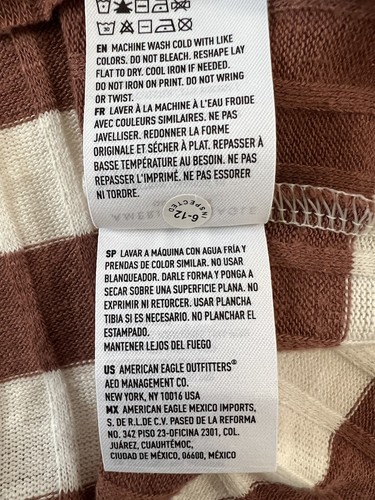 30
EN MACHINE WASH COLD WITH LIKE
COLORS. DO NOT BLEACH. RESHAPE LAY
FLAT TO DRY. COOL IRON IF NEEDED.
DO NOT IRON ON PRINT. DO NOT WRING
OR TWIST.
FR LAVER À LA MACHINE À L'EAU FROIDE
AVEC COULEURS SIMILAIRES. NE PAS
JAVELLISER. REDONNER LA FORME
ORIGINALE ET SÉCHER À PLAT. REPASSER À
BASSE TEMPÉRATURE AU BESOIN. NE PAS
REPASSER L'IMPRIMÉ. NE PAS ESSORER
NI TORDRE.
6-12
INSPECTED
SP LAVAR A MÁQUINA CON AGUA FRÍA Y
PRENDAS DE COLOR SIMILAR. NO USAR
BLANQUEADOR. DARLE FORMA Y PONGA A
SECAR SOBRE UNA SUPERFICIE PLANA. NO
EXPRIMIR NI RETORCER. USAR PLANCHA
TIBIA SI ES NECESARIO. NO PLANCHAR EL
ESTAMPADO.
MANTENER LEJOS DEL FUEGO
US AMERICAN EAGLE OUTFITTERS®
AEO MANAGEMENT CO.
NEW YORK, NY 10016 USA
MX AMERICAN EAGLE MEXICO IMPORTS,
S. DE R.L.DE C.V. PASEO DE LA REFORMA
NO. 342 PISO 23-OFICINA 2301, COL.
JUÁREZ, CUAUHTÉMOC,
CIUDAD DE MÉXICO, 06600, MÉXICO